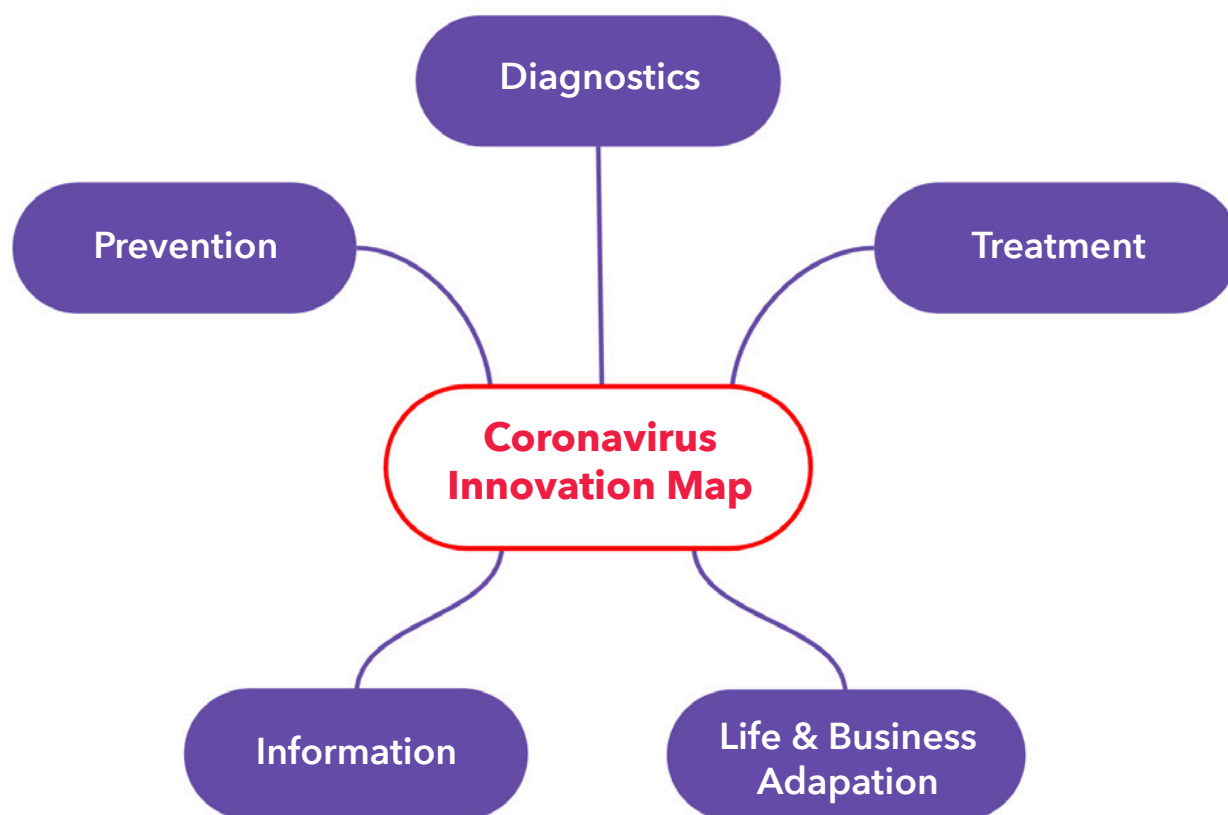 Diagnostics
Prevention
Treatment
Coronavirus
Innovation Map
Information
Life & Business
Adapation